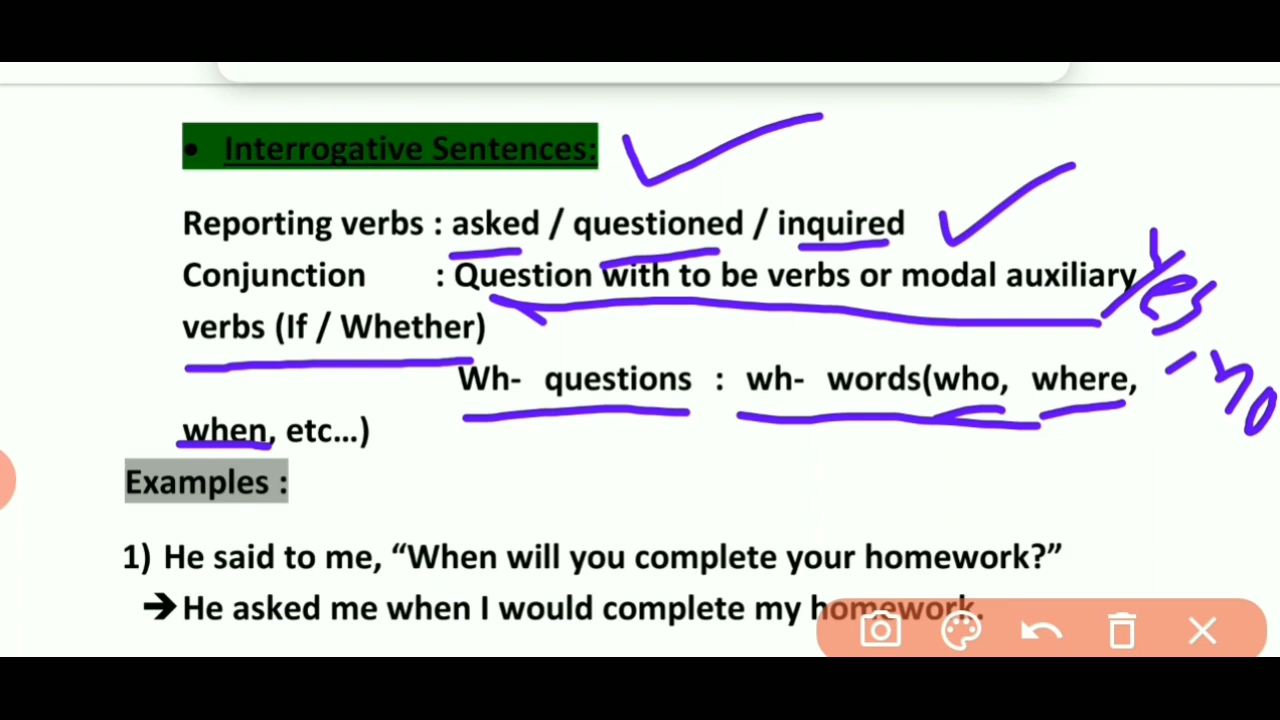 • Interrogative Sentences:
Reporting verbs : asked / questioned / inquired
Conjunction : Question with to be verbs or modal auxiliary
verbs (If / Whether)
Yes
- no
Wh- questions : wh- words(who, where,
when, etc...)
Examples :
1) He said to me, “When will you complete your homework?”
➔ He asked me when I would complete my homework.